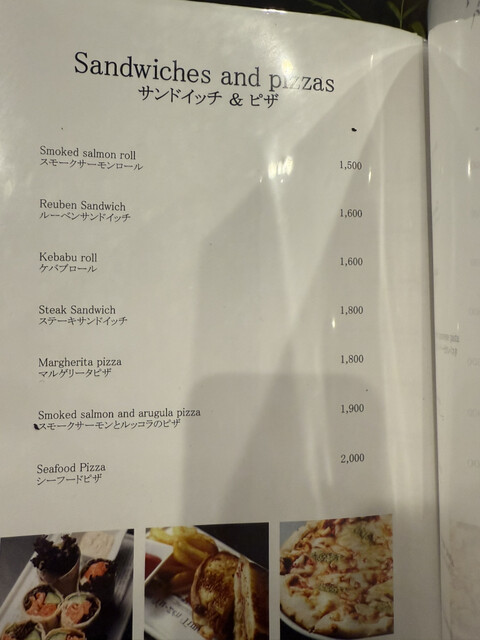 Sandwiches and pizzas
サンドイッチ & ピザ
Smoked salmon roll
スモークサーモンロール
1,500
Reuben Sandwich
ルーベンサンドイッチ
1,600
Kebabu roll
ケバブロール
1,600
Steak Sandwich
ステーキサンドイッチ
1,800
Margherita pizza
マルゲリータピザ
1,800
Smoked salmon and arugula pizza
スモークサーモンとルッコラのピザ
1,900
Seafood Pizza
シーフードピザ
2,000